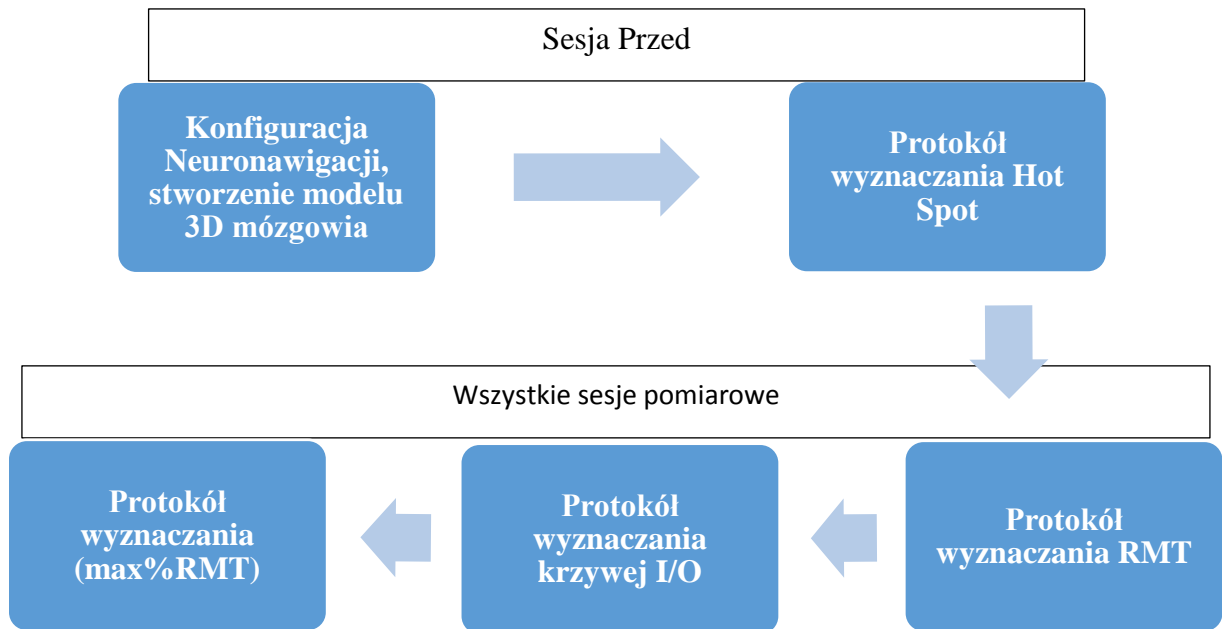 Sesja Przed
Konfiguracja
Neuronawigacji,
stworzenie modelu
3D mózgowia
Protokół
wyznaczania Hot
Spot
Wszystkie sesje pomiarowe
Protokół
wyznaczania
(max%RMT)
Protokół
wyznaczania
krzywej I/O
Protokół
wyznaczania RMT